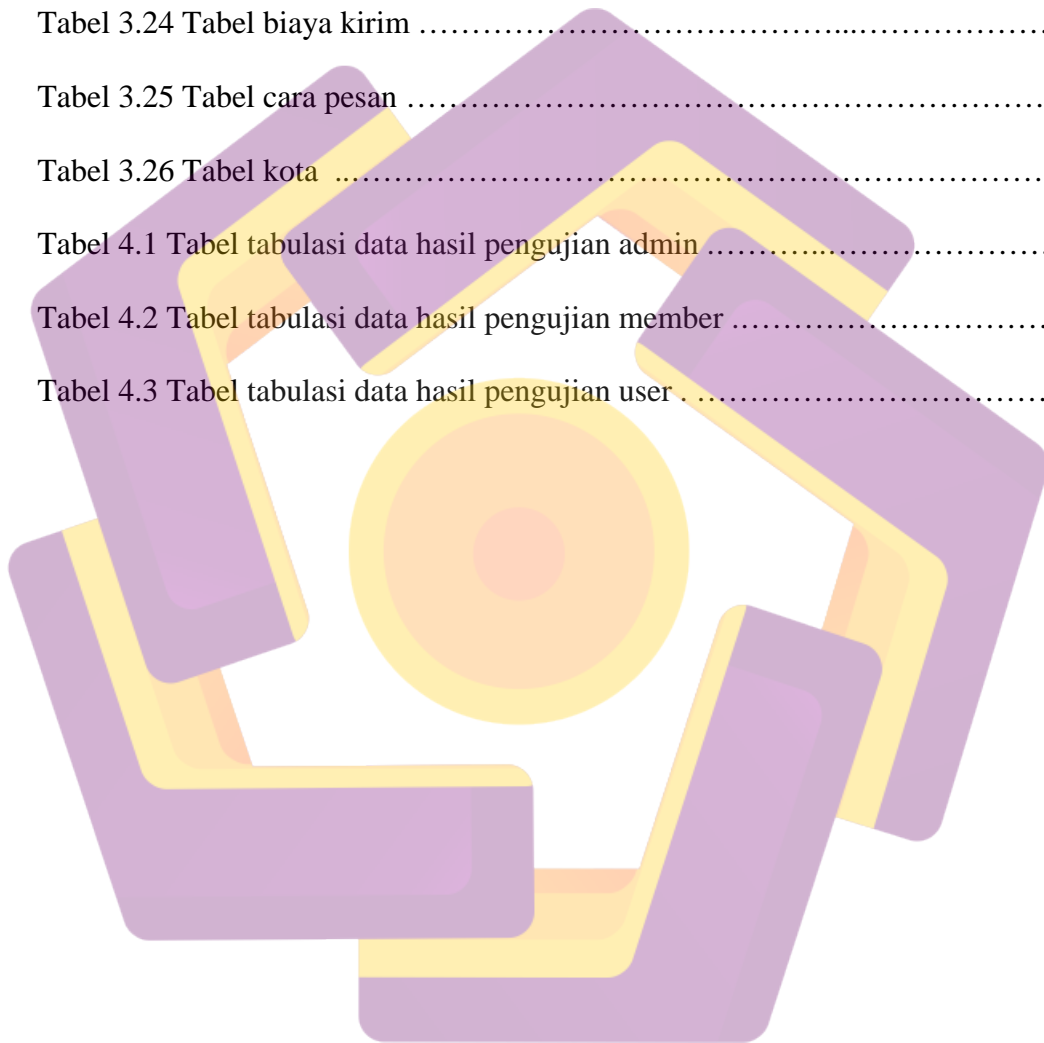 Tabel 3.24 Tabel biaya kirim …………………………………...………………
Tabel 3.25 Tabel cara pesan ………………………………………………………
Tabel 3.26 Tabel kota ..……………………………………………………………
Tabel 4.1 Tabel tabulasi data hasil pengujian admin ………..…………………
Tabel 4.2 Tabel tabulasi data hasil pengujian member …………………………
Tabel 4.3 Tabel tabulasi data hasil pengujian user . ……………………………